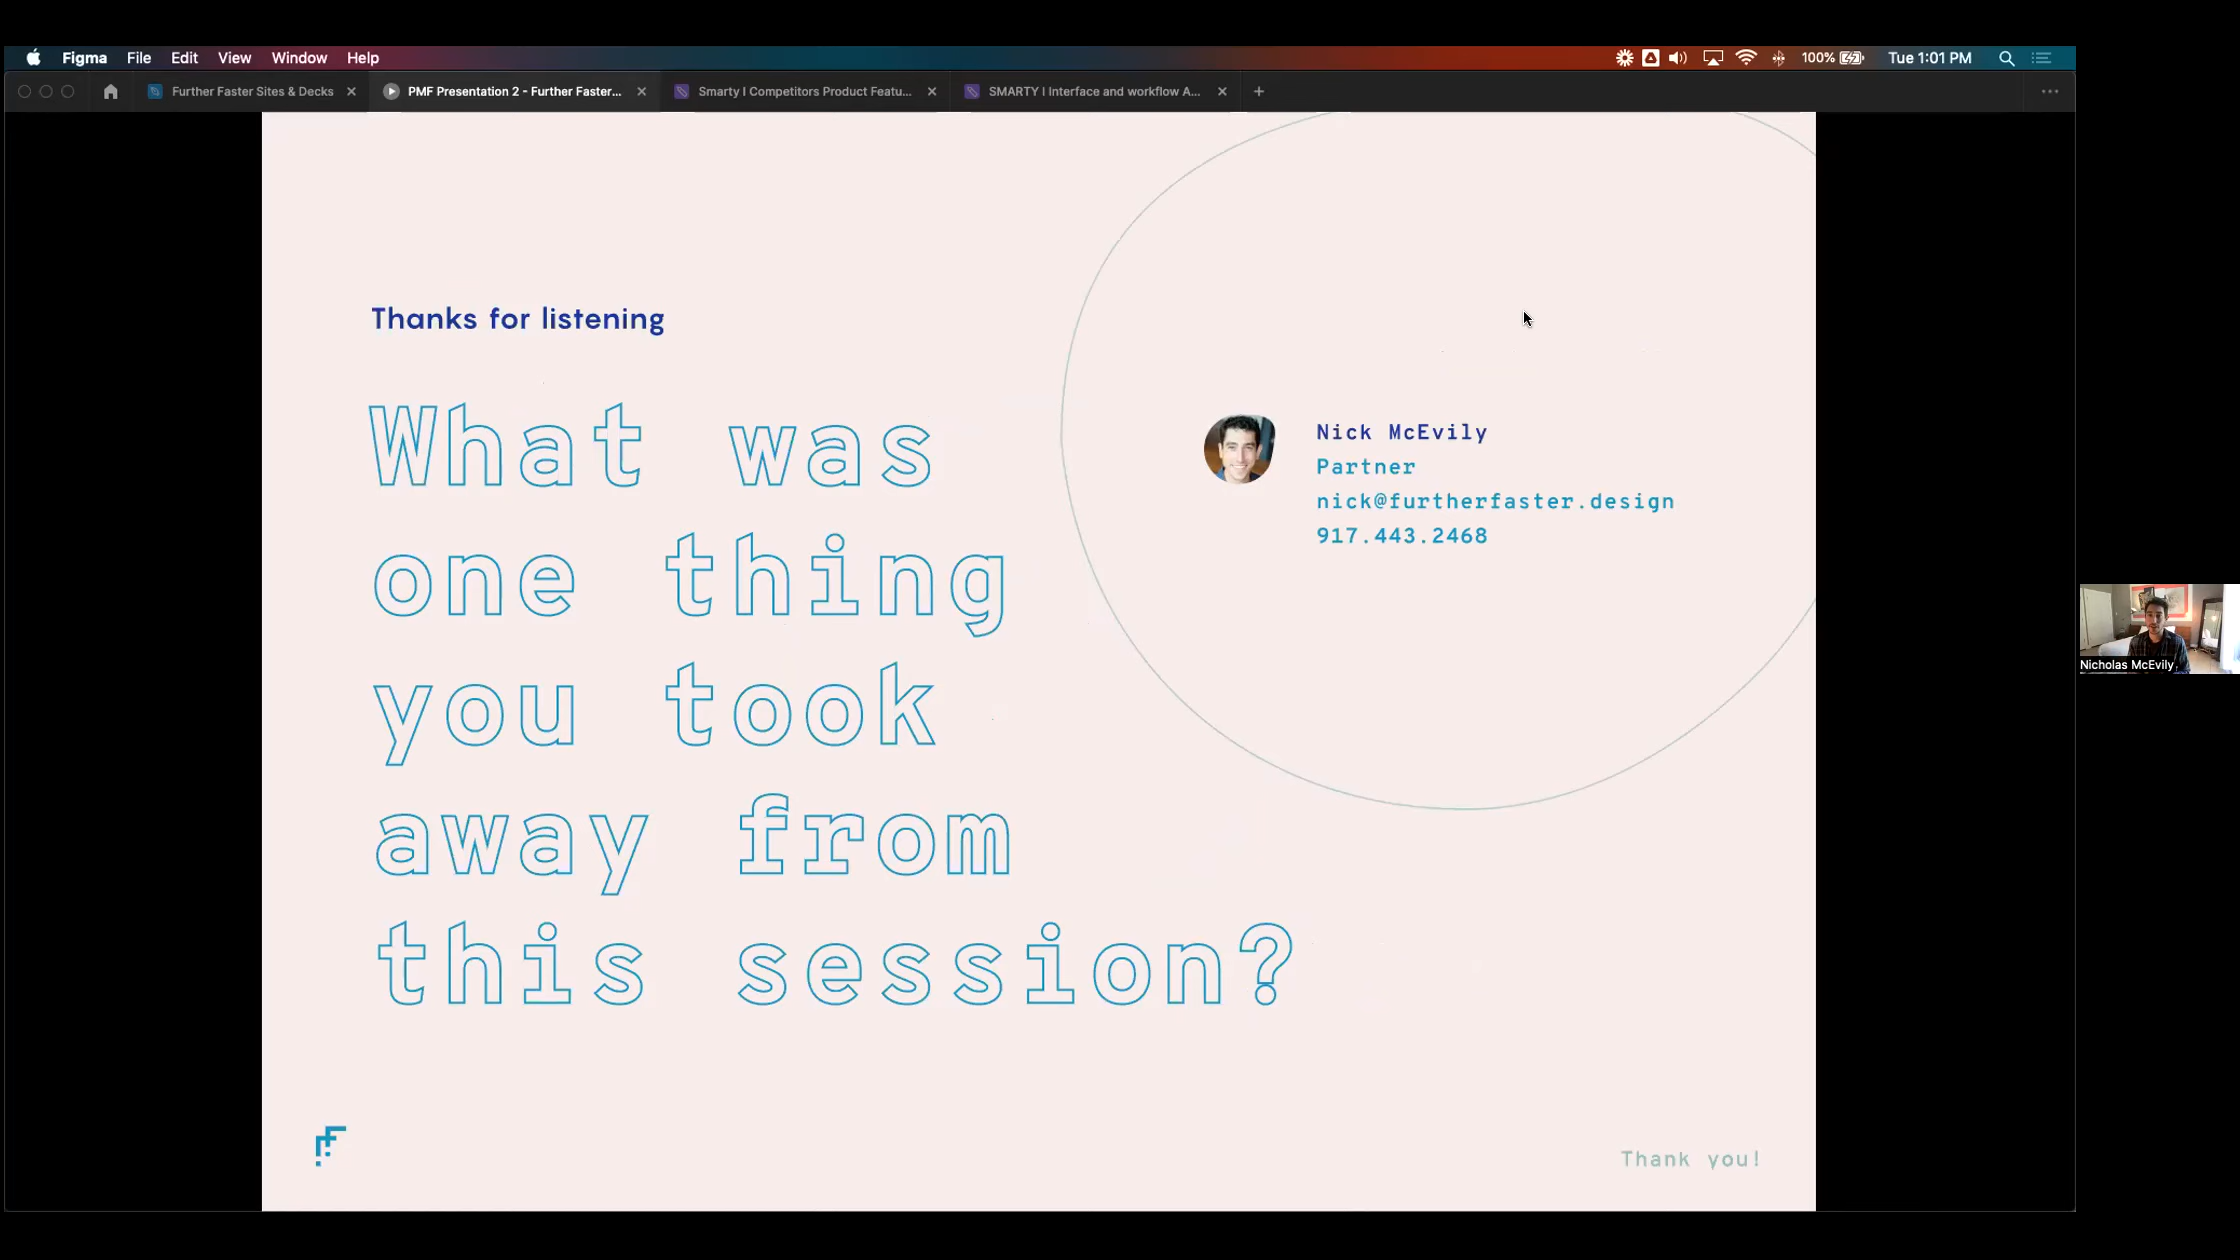 Figma File Edit View Window Help 100% Tue 1:01 PM
Further Faster Sites & Decks PMF Presentation 2 - Further Faster... Smarty I Competitors Product Featu... SMARTY I Interface and workflow A...
Thanks for listening
What was
one thing
you took
away from
this session?
Nick McEvily
Partner
nick@furtherfaster.design
917.443.2468
Nicholas McEvily
Thank you!